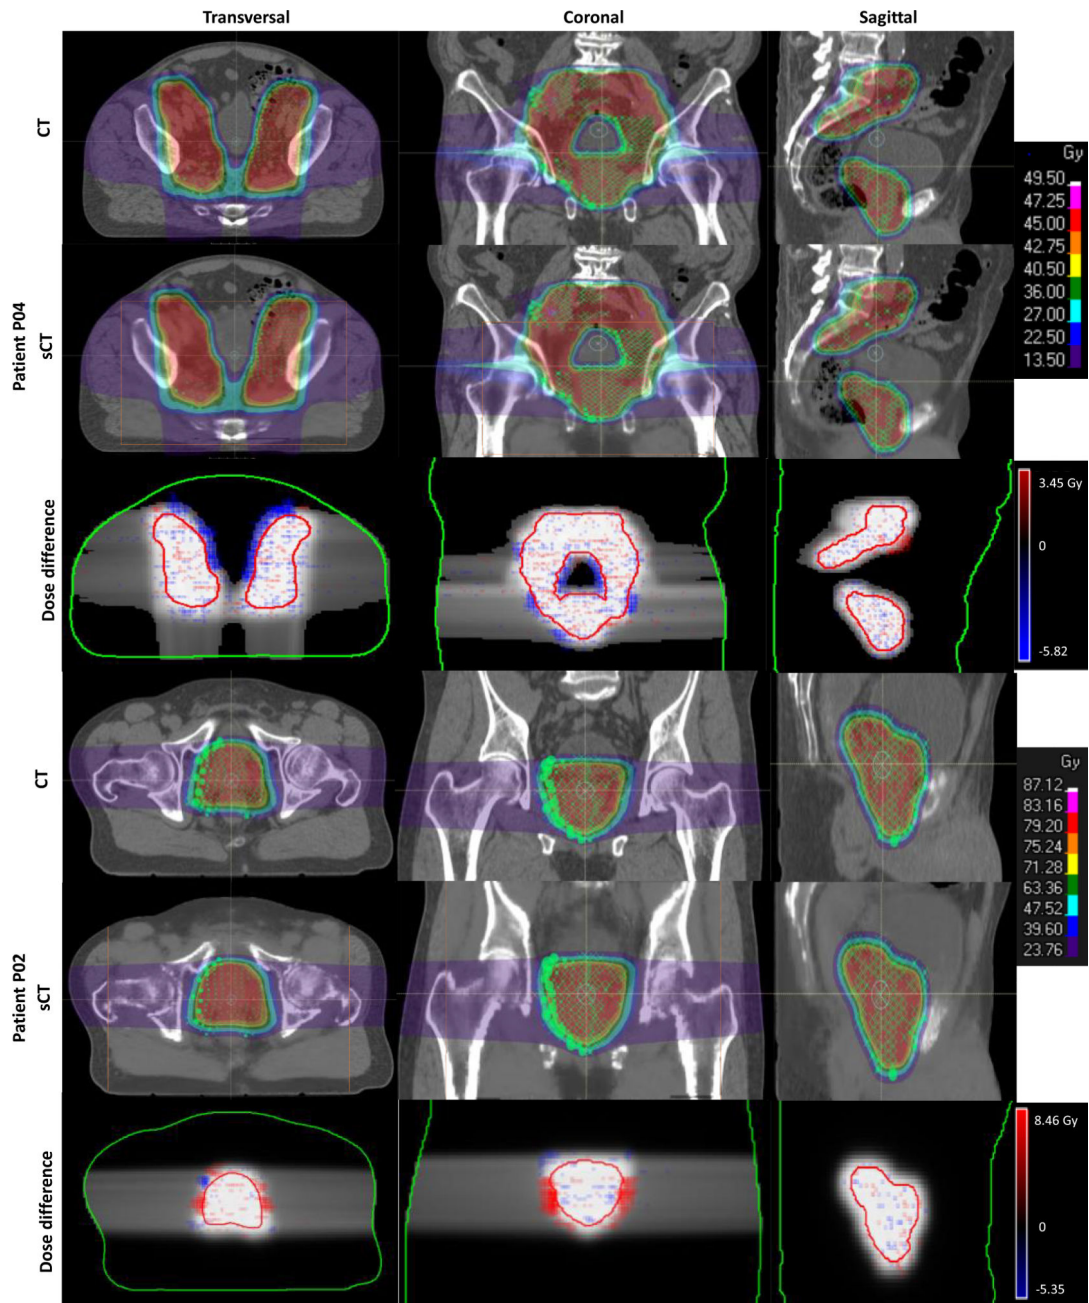 Transversal Coronal Sagittal
CT
Gy
49.50
47.25
45.00
42.75
40.50
36.00
27.00
22.50
13.50
Patient P04
sCT
Dose difference
3.45 Gy
0
-5.82
CT
Gy
87.12
83.16
79.20
75.24
71.28
63.36
47.52
39.60
23.76
Patient P02
sCT
Dose difference
8.46 Gy
0
-5.35